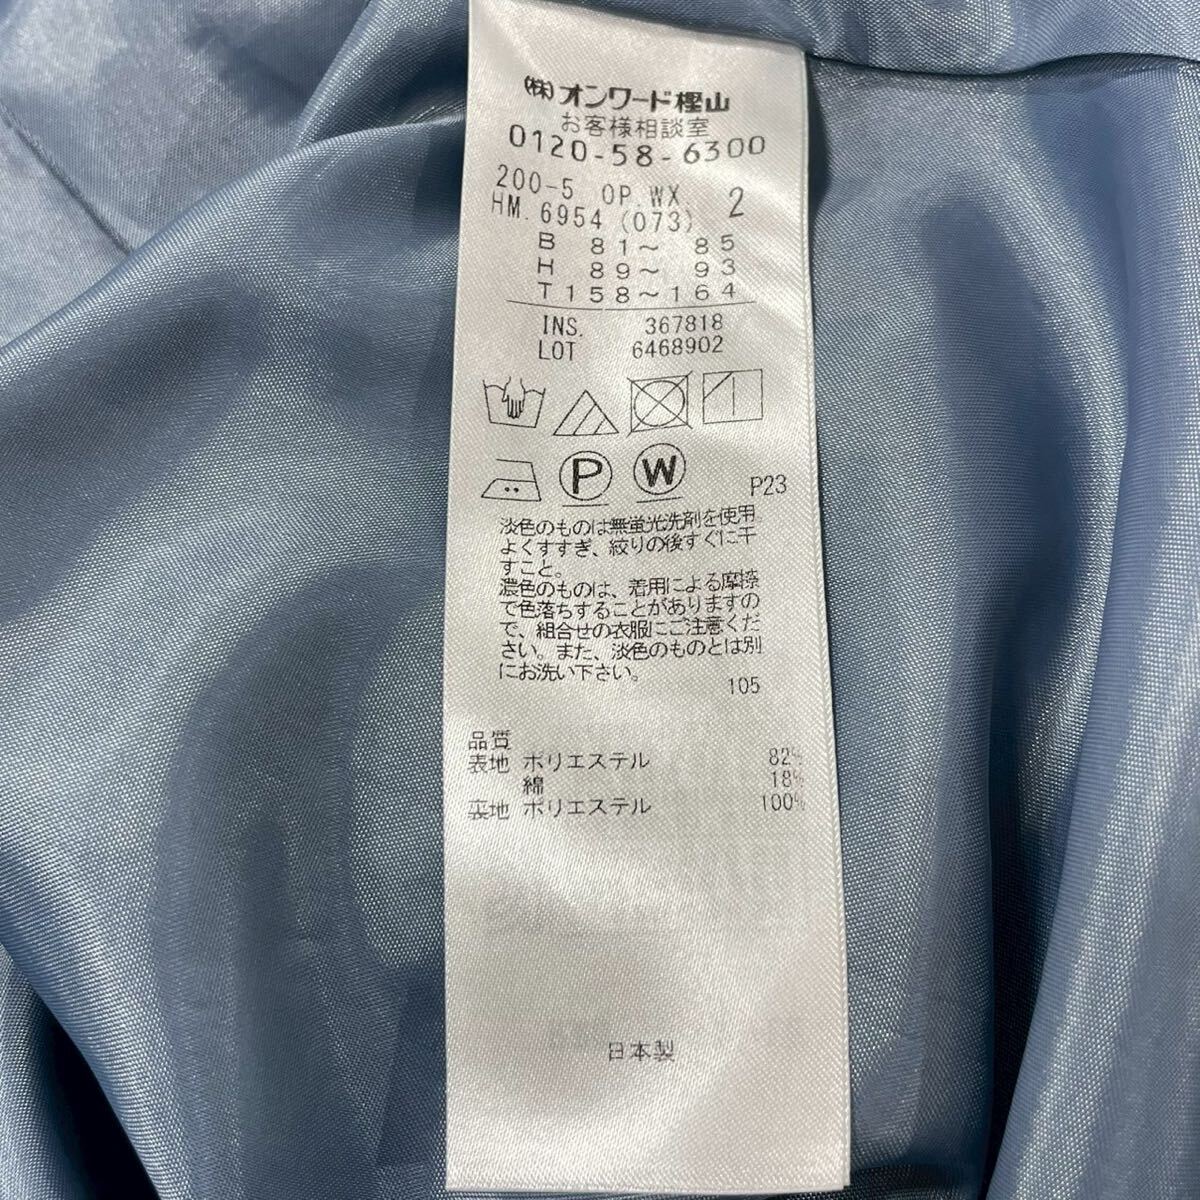 (株)オンワード樫山
お客様相談室
0120-58-6300
200-5 OP.WX. 2
HM.6954(073)
B 81～ 85
H 89～ 93
T158～164
INS. 367818
LOT 6468902
P W P23
淡色のものは無蛍光洗剤を使用
よくすすぎ、絞りの後すぐに干
すこと。
濃色のものは、着用による摩擦
で色落ちすることがありますの
で、組合せの衣服にご注意くだ
さい。また、淡色のものとは別
にお洗い下さい。
105
品質
表地 ポリエステル 82%
綿 18%
裏地 ポリエステル 100%
日本製